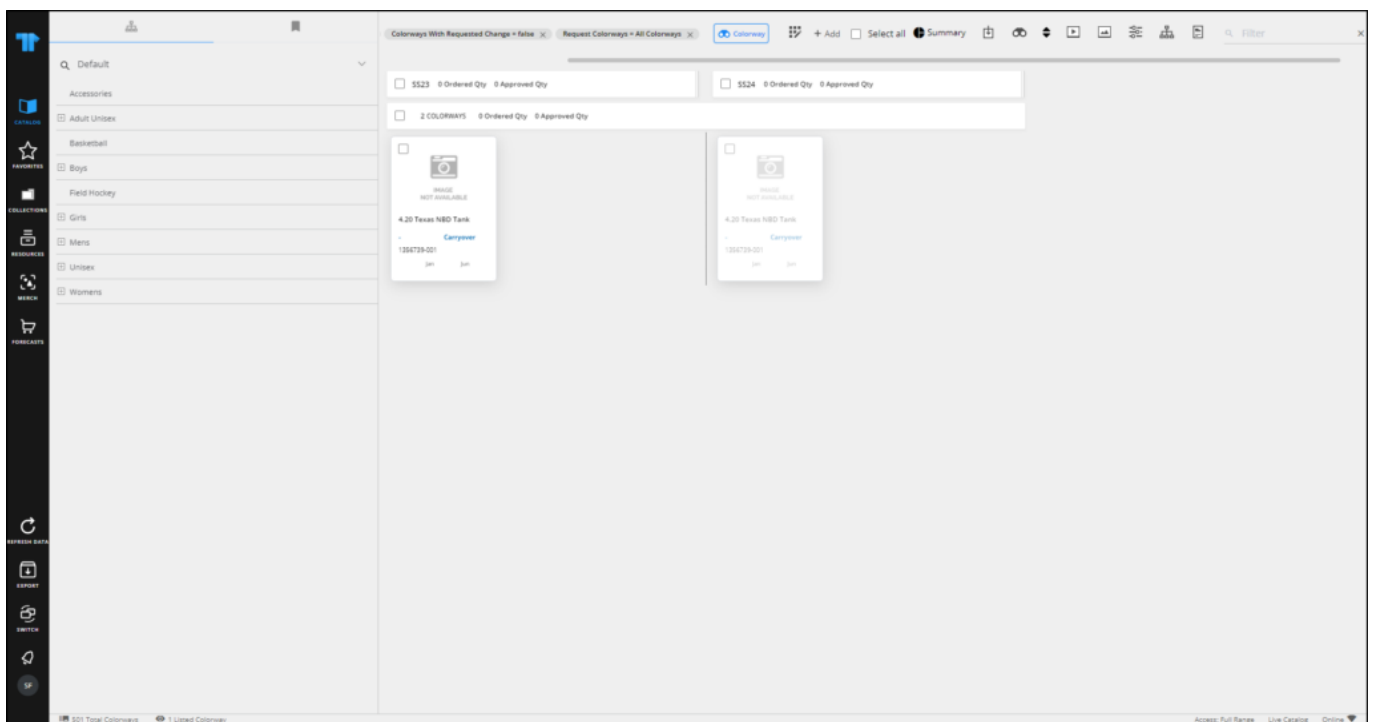 Colorways With Requested Change = false x Request Colorways = All Colorways x Colorway + Add Select all Summary Filter x
Default
Accessories
Adult Unisex
Basketball
Boys
Field Hockey
Girls
Mens
Unisex
Womens
CATALOG
FAVORITES
COLLECTIONS
RESOURCES
MERCH
FORECASTS
REFRESH DATA
EXPORT
SWITCH
SF
SS23 0 Ordered Qty 0 Approved Qty
SS24 0 Ordered Qty 0 Approved Qty
2 COLORWAYS 0 Ordered Qty 0 Approved Qty
IMAGE
NOT AVAILABLE
4.20 Texas NBD Tank
- Carryover
1356739-001
Jan Jun
IMAGE
NOT AVAILABLE
4.20 Texas NBD Tank
- Carryover
1356739-001
Jan Jun
501 Total Colorways 1 Listed Colorway
Access: Full Range Live Catalog Online